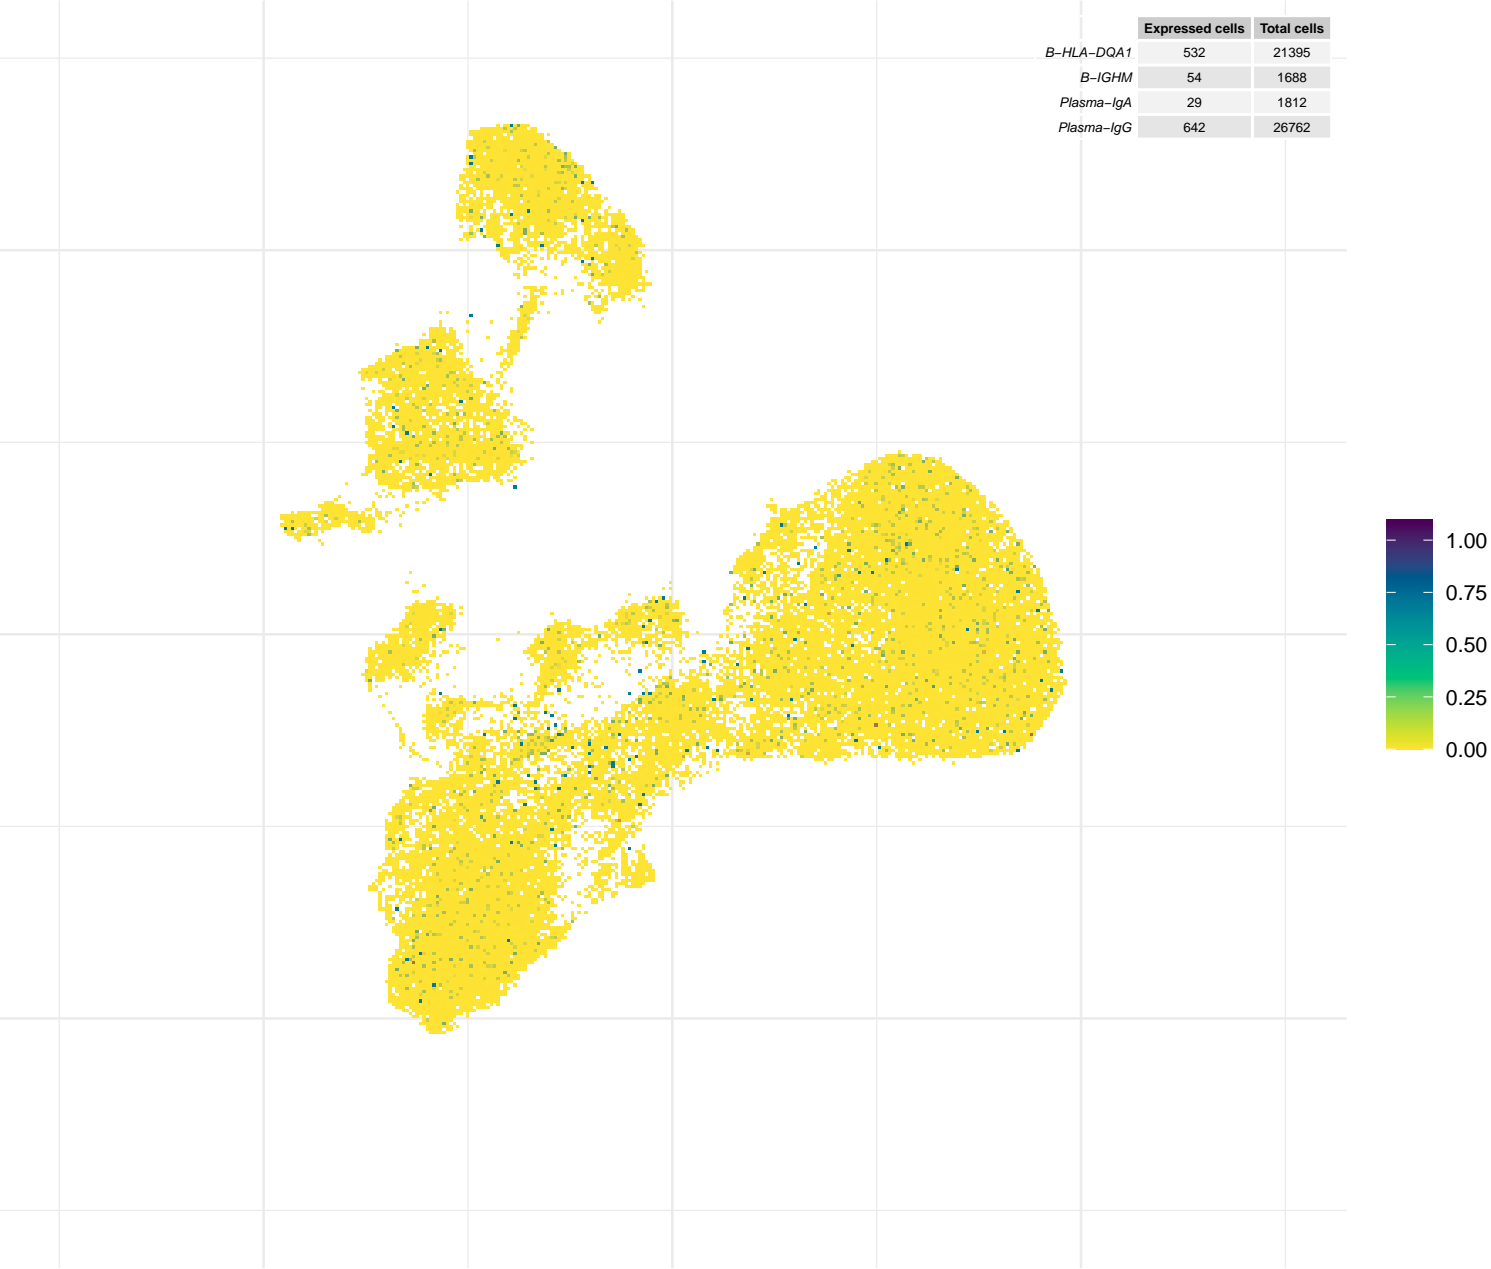 Expressed cells Total cells
B−HLA−DQA1 532 21395
B−IGHM 54 1688
Plasma−IgA 29 1812
Plasma−IgG 642 26762
1.00
0.75
0.50
0.25
0.00